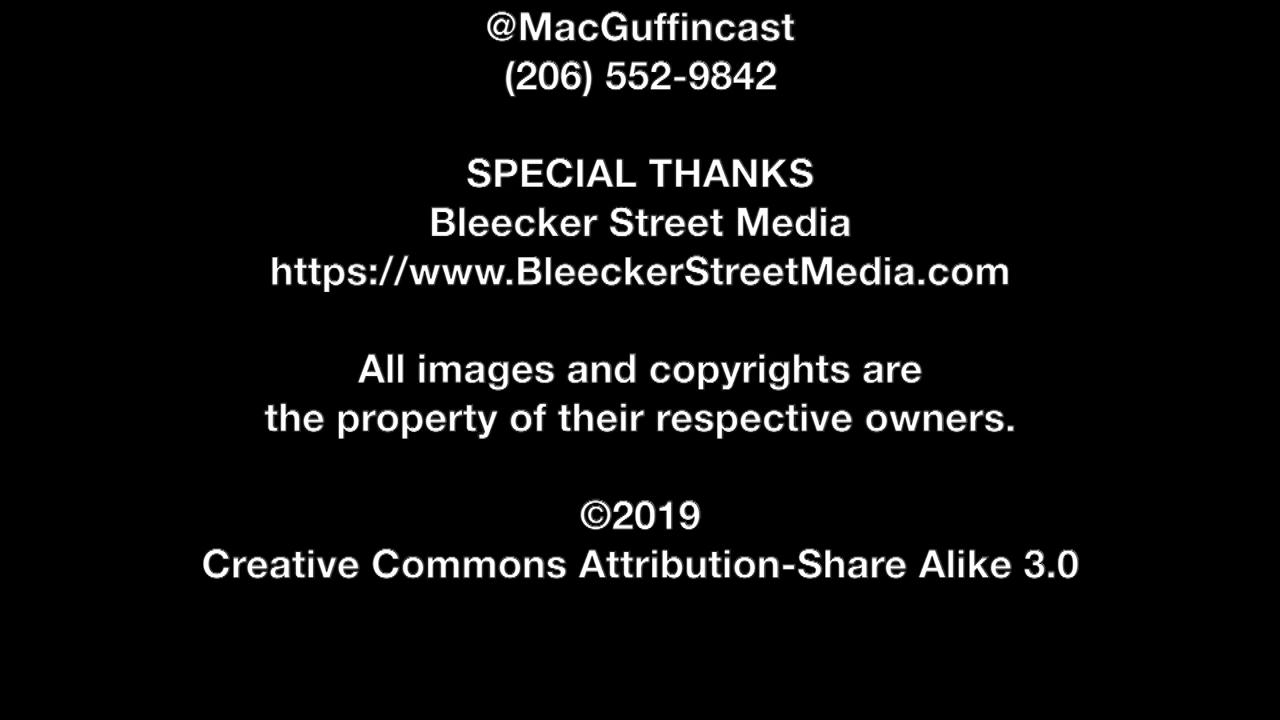 @MacGuffincast
(206) 552-9842
SPECIAL THANKS
Bleecker Street Media
https://www.BleeckerStreetMedia.com
All images and copyrights are
the property of their respective owners.
©2019
Creative Commons Attribution-Share Alike 3.0